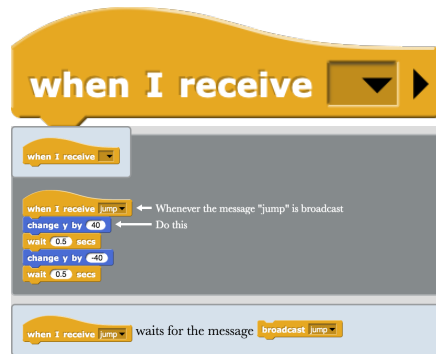 when I receive
when I receive
when I receive jump ← Whenever the message "jump" is broadcast
change y by 40 ← Do this
wait 0.5 secs
change y by -40
wait 0.5 secs
when I receive jump waits for the message broadcast jump